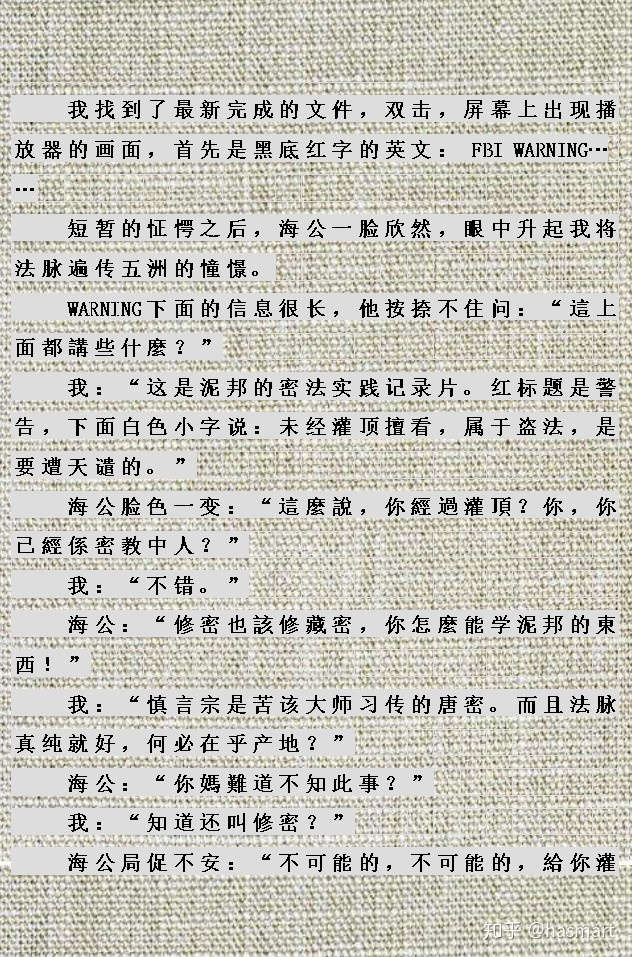 我找到了最新完成的文件，双击，屏幕上出现播
放器的画面，首先是黑底红字的英文： FBI WARNING…
…
短暂的怔愕之后，海公一脸欣然，眼中升起我将
法脉遍传五洲的憧憬。
WARNING下面的信息很长，他按捺不住问：“這上
面都講些什麼？”
我：“这是泥邦的密法实践记录片。红标题是警
告，下面白色小字说：未经灌顶擅看，属于盗法，是
要遭天谴的。”
海公脸色一变：“這麼說，你經過灌頂？你，你
已經係密教中人？”
我：“不错。”
海公：“修密也該修藏密，你怎麼能学泥邦的東
西！”
我：“慎言宗是苦该大师习传的唐密。而且法脉
真纯就好，何必在乎产地？”
海公：“你媽難道不知此事？”
我：“知道还叫修密？”
海公局促不安：“不可能的，不可能的，給你灌
知乎 @hasmart